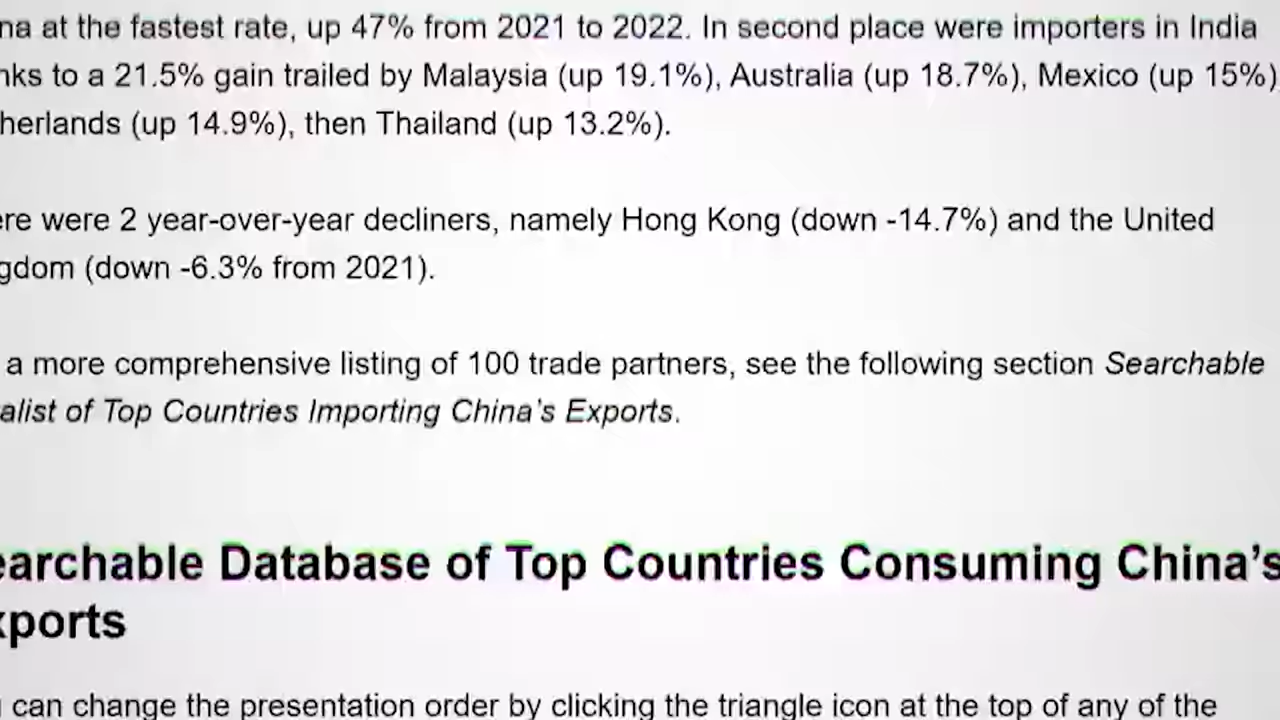 na at the fastest rate, up 47% from 2021 to 2022. In second place were importers in India
nks to a 21.5% gain trailed by Malaysia (up 19.1%), Australia (up 18.7%), Mexico (up 15%)
herlands (up 14.9%), then Thailand (up 13.2%).
ere were 2 year-over-year decliners, namely Hong Kong (down -14.7%) and the United
gdom (down -6.3% from 2021).
a more comprehensive listing of 100 trade partners, see the following section Searchable
alist of Top Countries Importing China’s Exports.
earchable Database of Top Countries Consuming China’s
xports
can change the presentation order by clicking the triangle icon at the top of any of the